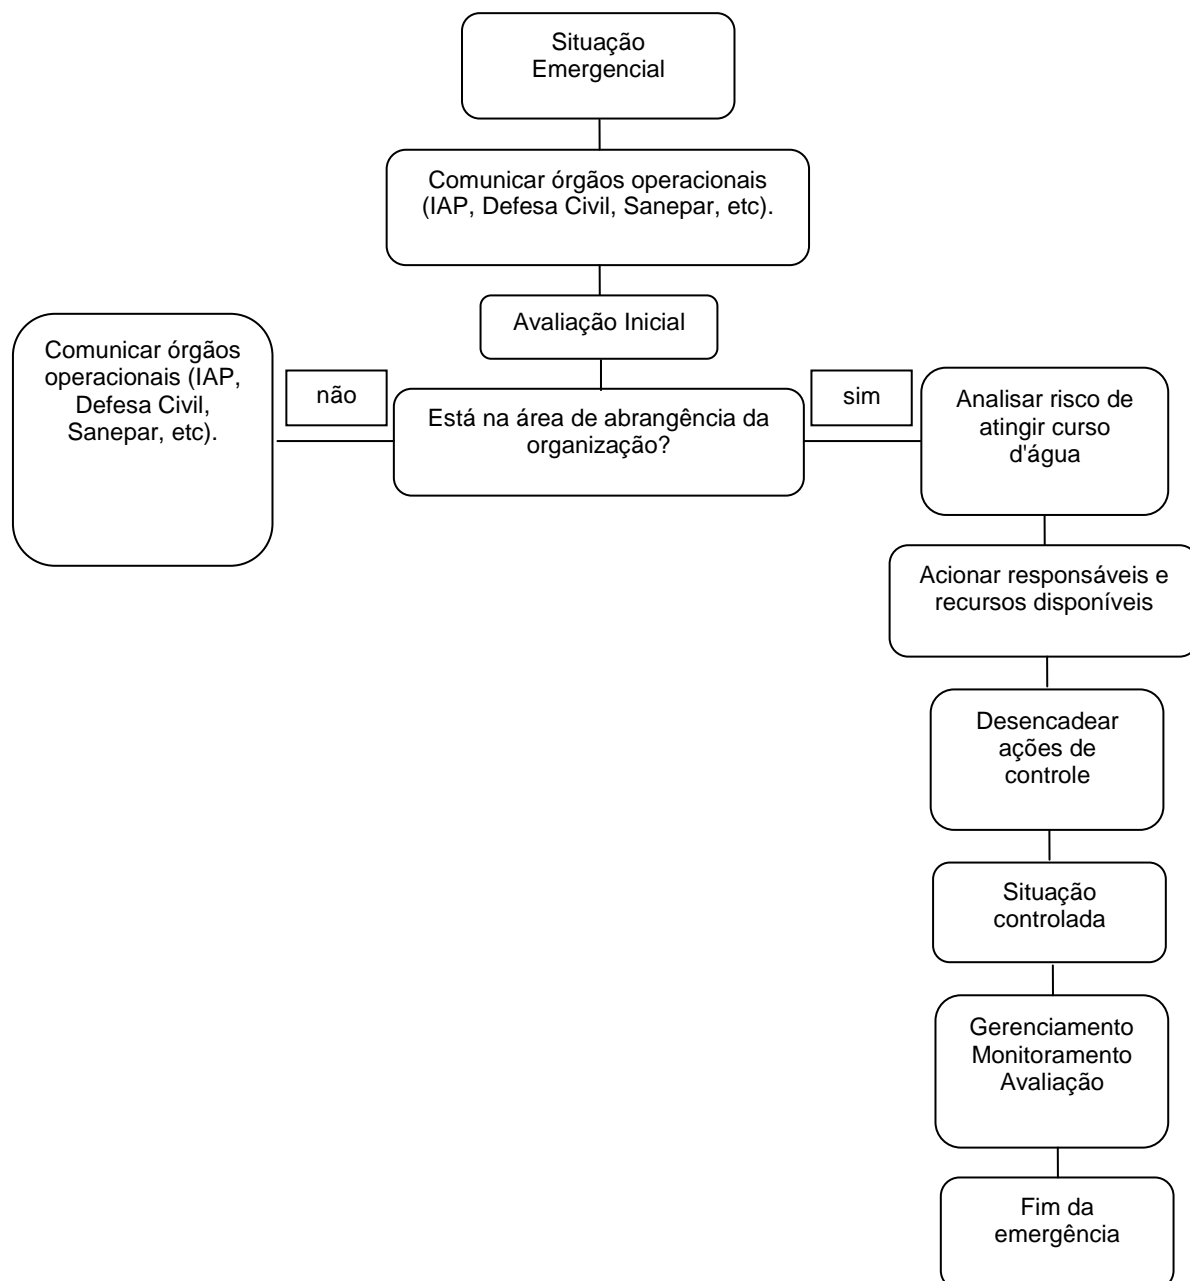 Situação
Emergencial
Comunicar órgãos operacionais
(IAP, Defesa Civil, Sanepar, etc).
Avaliação Inicial
Comunicar órgãos
operacionais (IAP,
Defesa Civil,
Sanepar, etc).
não
Está na área de abrangência da
organização?
sim
Analisar risco de
atingir curso
d'água
Acionar responsáveis e
recursos disponíveis
Desencadear
ações de
controle
Situação
controlada
Gerenciamento
Monitoramento
Avaliação
Fim da
emergência